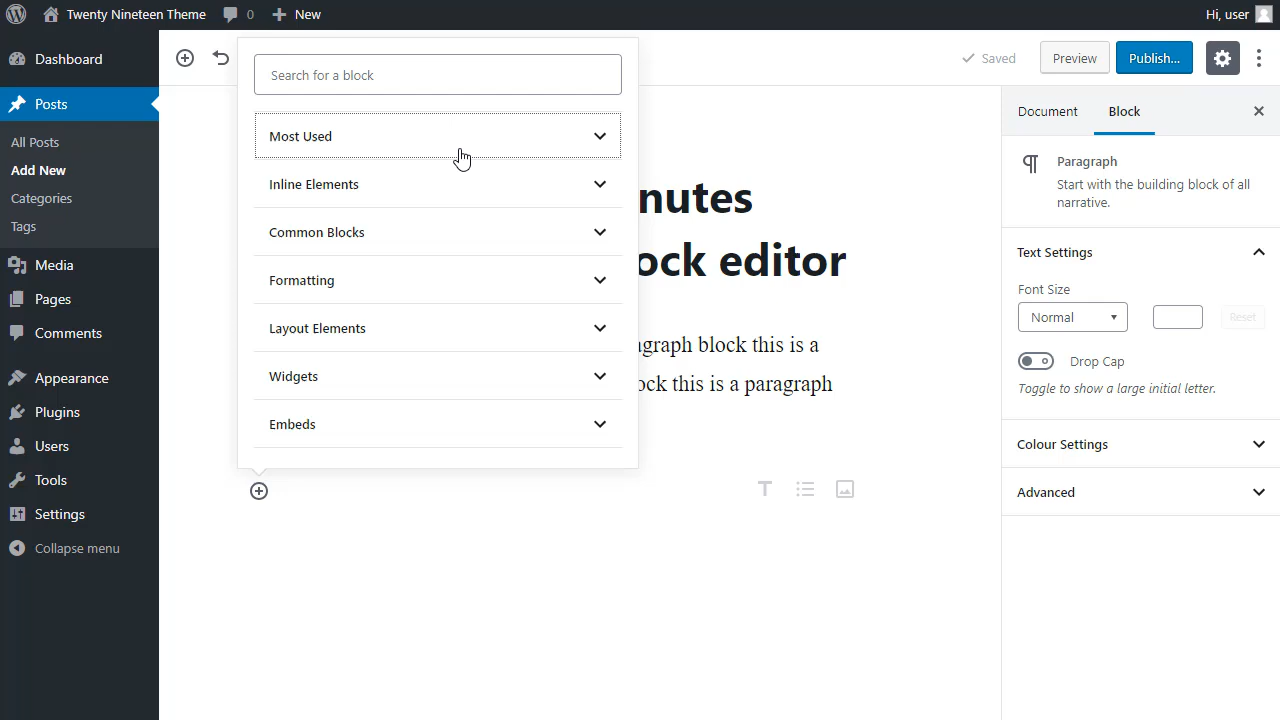 Twenty Nineteen Theme 0 New Hi, user
Dashboard
Posts
All Posts
Add New
Categories
Tags
Media
Pages
Comments
Appearance
Plugins
Users
Tools
Settings
Collapse menu
Saved Preview Publish...
Search for a block
Most Used
Inline Elements
Common Blocks
Formatting
Layout Elements
Widgets
Embeds
nutes
ock editor
agraph block this is a
ock this is a paragraph
Document Block
Paragraph
Start with the building block of all
narrative.
Text Settings
Font Size
Normal Reset
Drop Cap
Toggle to show a large initial letter.
Colour Settings
Advanced